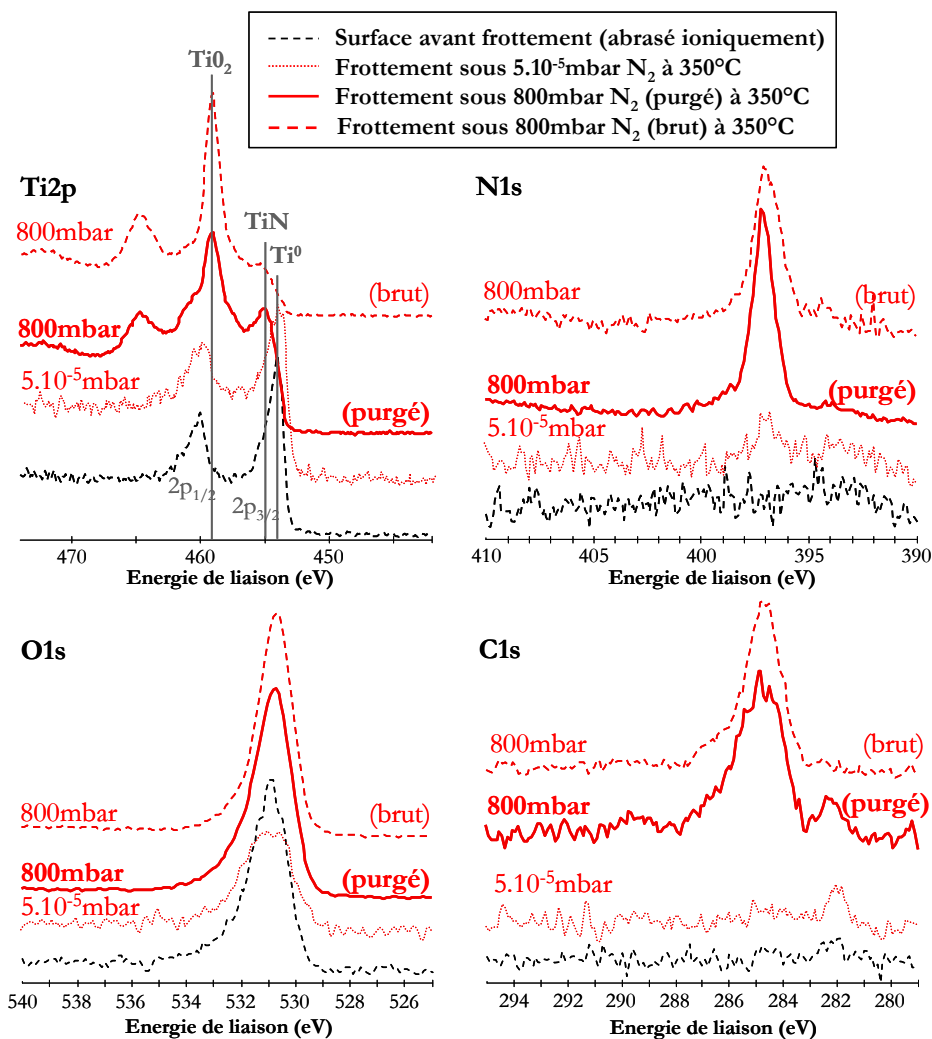 Surface avant frottement (abrasé ioniquement)
Frottement sous 5.10⁻⁵mbar N₂ à 350°C
Frottement sous 800mbar N₂ (purgé) à 350°C
Frottement sous 800mbar N₂ (brut) à 350°C
Ti2p
Ti0₂
TiN
Ti⁰
800mbar
(brut)
800mbar
5.10⁻⁵mbar
(purgé)
2p₁/₂
2p₃/₂
470
460
450
Energie de liaison (eV)
N1s
800mbar
(brut)
800mbar
(purgé)
5.10⁻⁵mbar
410
405
400
395
390
Energie de liaison (eV)
O1s
800mbar
(brut)
800mbar
(purgé)
5.10⁻⁵mbar
540
538
536
534
532
530
528
526
Energie de liaison (eV)
C1s
800mbar
(brut)
800mbar
(purgé)
5.10⁻⁵mbar
294
292
290
288
286
284
282
280
Energie de liaison (eV)